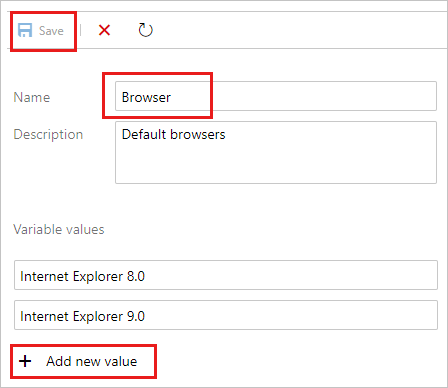 Save
Name
Browser
Description
Default browsers
Variable values
Internet Explorer 8.0
Internet Explorer 9.0
Add new value